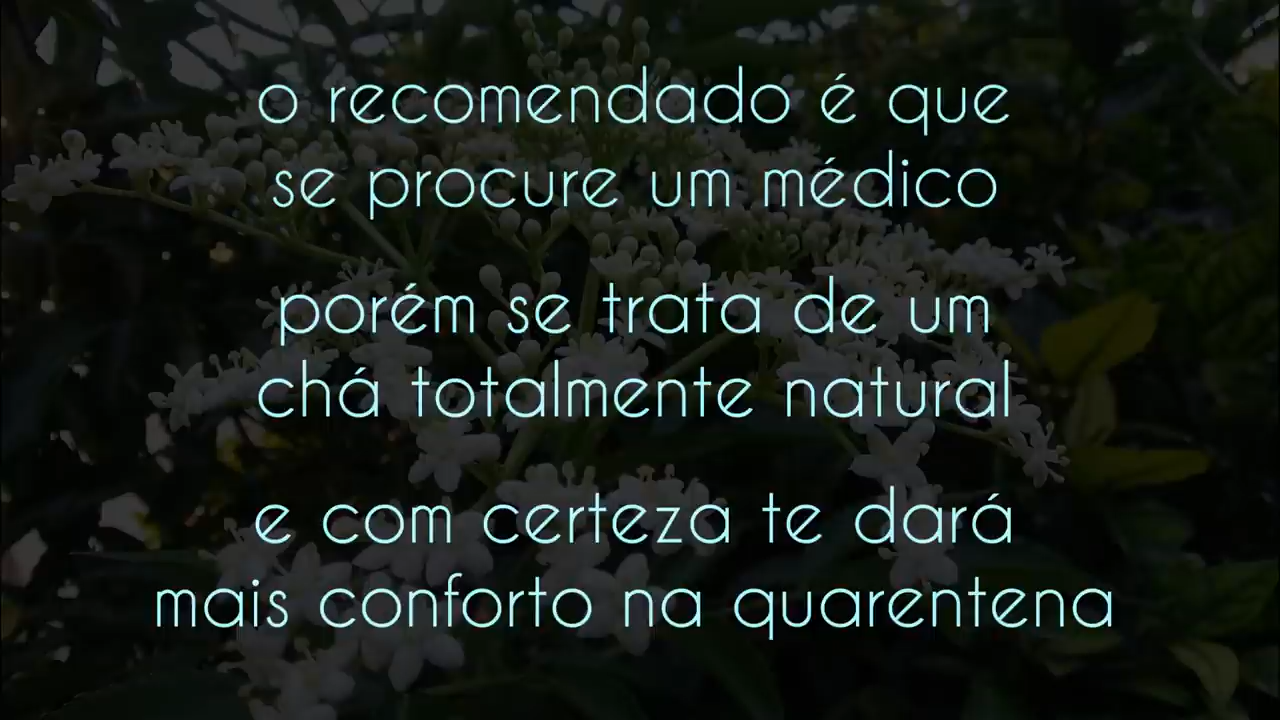 o recomendado é que
se procure um médico
porém se trata de um
chá totalmente natural
e com certeza te dará
mais conforto na quarentena